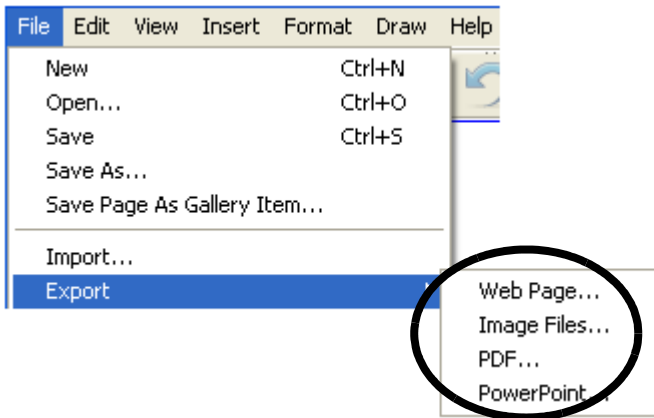 File Edit View Insert Format Draw Help
New Ctrl+N
Open... Ctrl+O
Save Ctrl+S
Save As...
Save Page As Gallery Item...
Import...
Export
Web Page...
Image Files...
PDF...
PowerPoint...